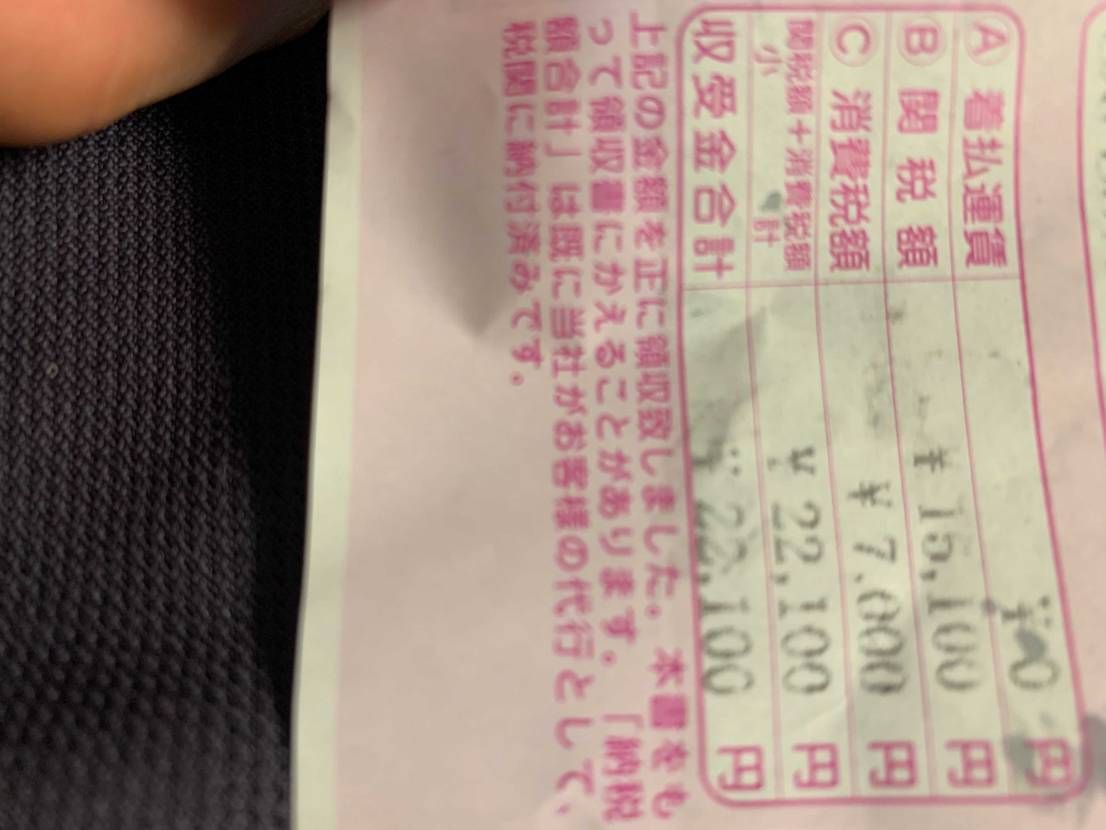 Ⓐ 着払運賃 ¥0 円
Ⓑ 関税額 ¥15,100 円
Ⓒ 消費税額 ¥7,000 円
関税額+消費税額
小計 ¥22,100 円
収受金合計 ¥22,100 円
上記の金額を正に領収致しました。本書をも
って領収書にかえることがあります。「納税
額合計」は既に当社がお客様の代行として、
税関に納付済みです。